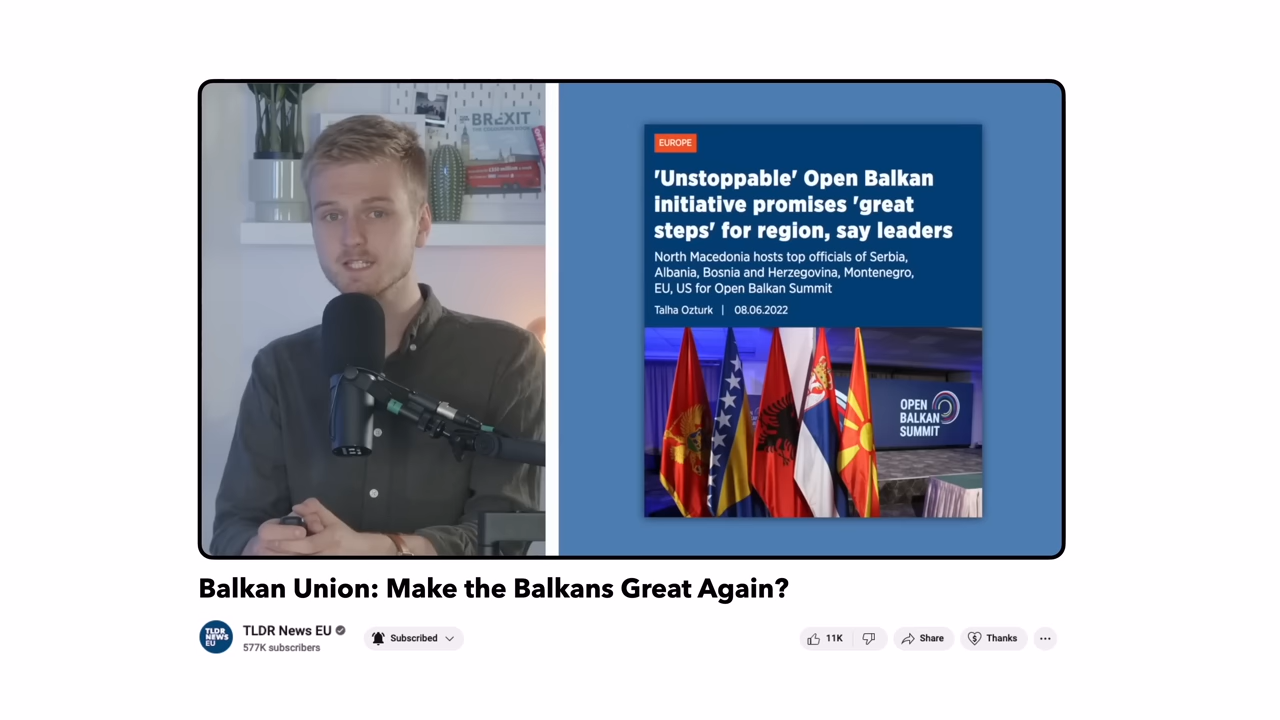 BREXIT
EUROPE
'Unstoppable' Open Balkan
initiative promises 'great
steps' for region, say leaders
North Macedonia hosts top officials of Serbia,
Albania, Bosnia and Herzegovina, Montenegro,
EU, US for Open Balkan Summit
Talha Ozturk | 08.06.2022
OPEN
BALKAN
SUMMIT
Balkan Union: Make the Balkans Great Again?
TLDR
NEWS
EU
TLDR News EU
577K subscribers
Subscribed
11K
Share
Thanks